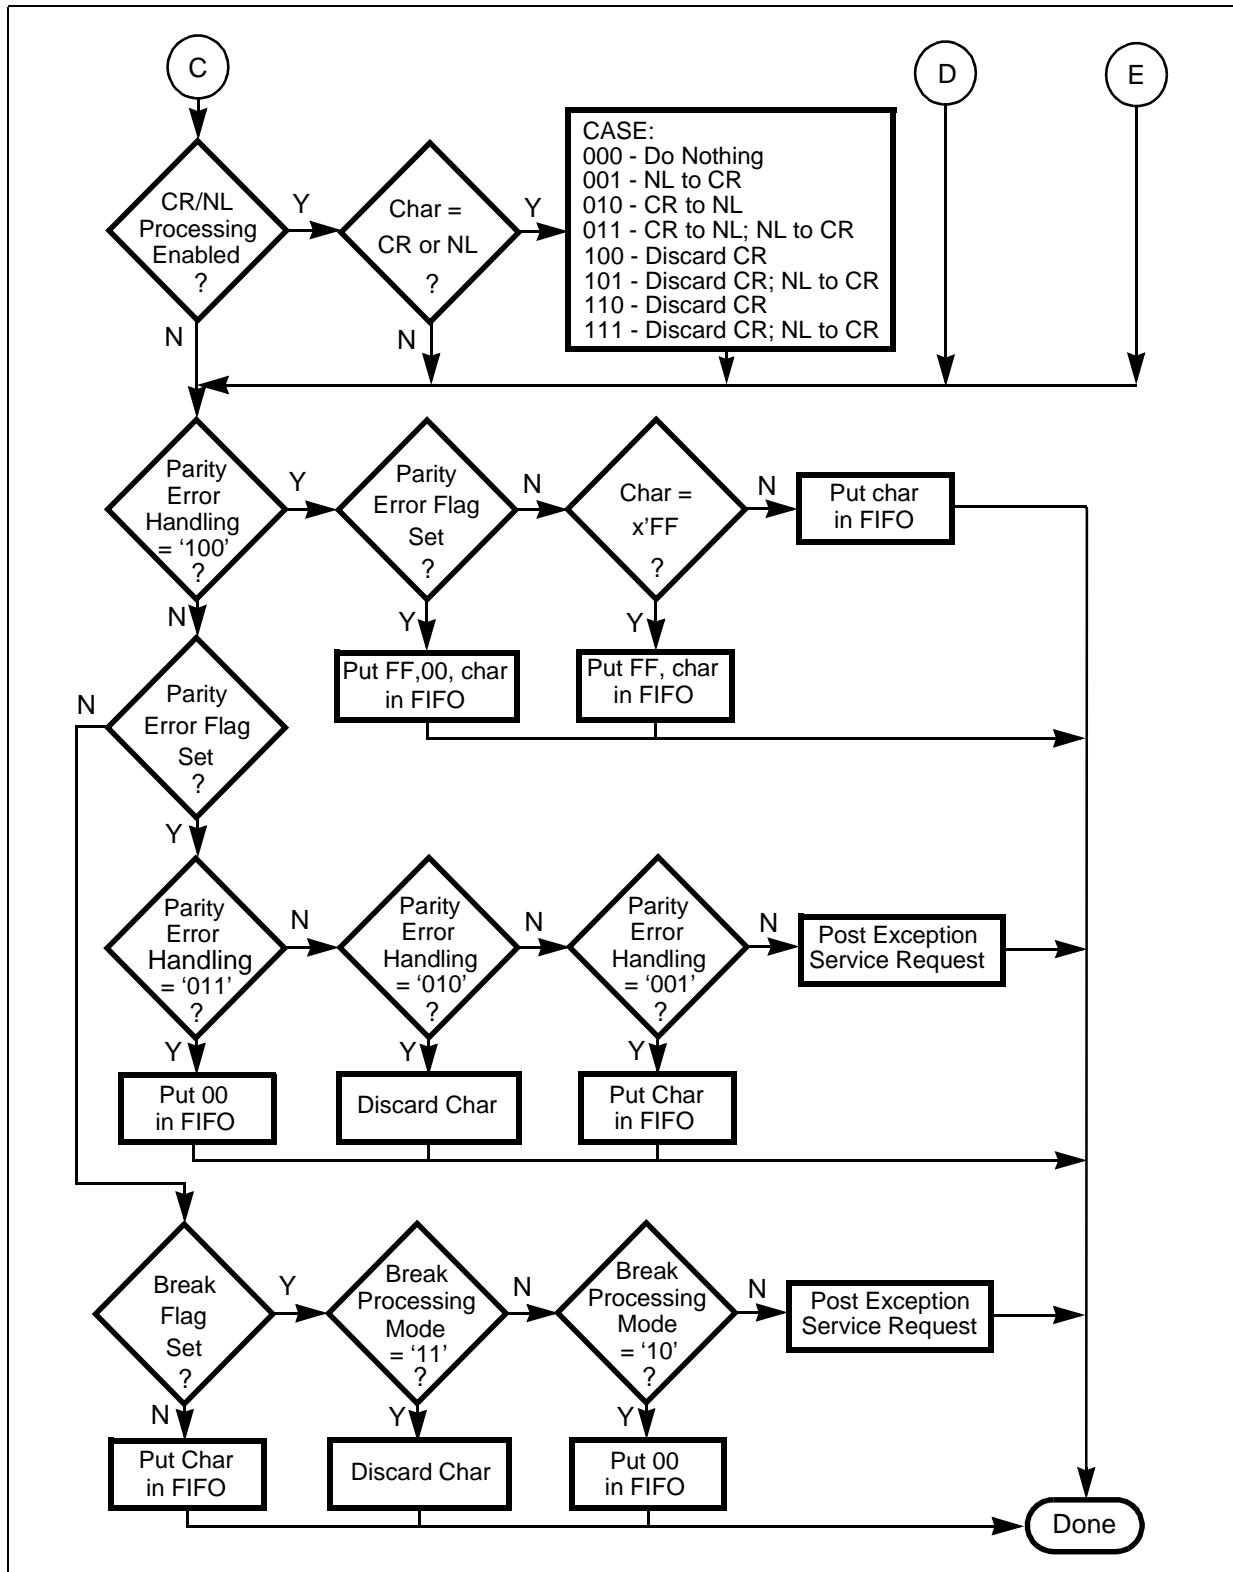 C
D
E
CR/NL
Processing
Enabled
?
Y
Char =
CR or NL
?
Y
CASE:
000 - Do Nothing
001 - NL to CR
010 - CR to NL
011 - CR to NL; NL to CR
100 - Discard CR
101 - Discard CR; NL to CR
110 - Discard CR
111 - Discard CR; NL to CR
N
N
Parity
Error
Handling
= ‘100’
?
Y
Parity
Error Flag
Set
?
N
Char =
x’FF
?
N
Put char
in FIFO
N
Y
Y
Put FF,00, char
in FIFO
Put FF, char
in FIFO
N
Parity
Error Flag
Set
?
Y
Parity
Error
Handling
= ‘011’
?
N
Parity
Error
Handling
= ‘010’
?
N
Parity
Error
Handling
= ‘001’
?
N
Post Exception
Service Request
Y
Y
Y
Put 00
in FIFO
Discard Char
Put Char
in FIFO
Break
Flag
Set
?
Y
Break
Processing
Mode
= ‘11’
?
N
Break
Processing
Mode
= ‘10’
?
N
Post Exception
Service Request
N
Y
Y
Put Char
in FIFO
Discard Char
Put 00
in FIFO
Done